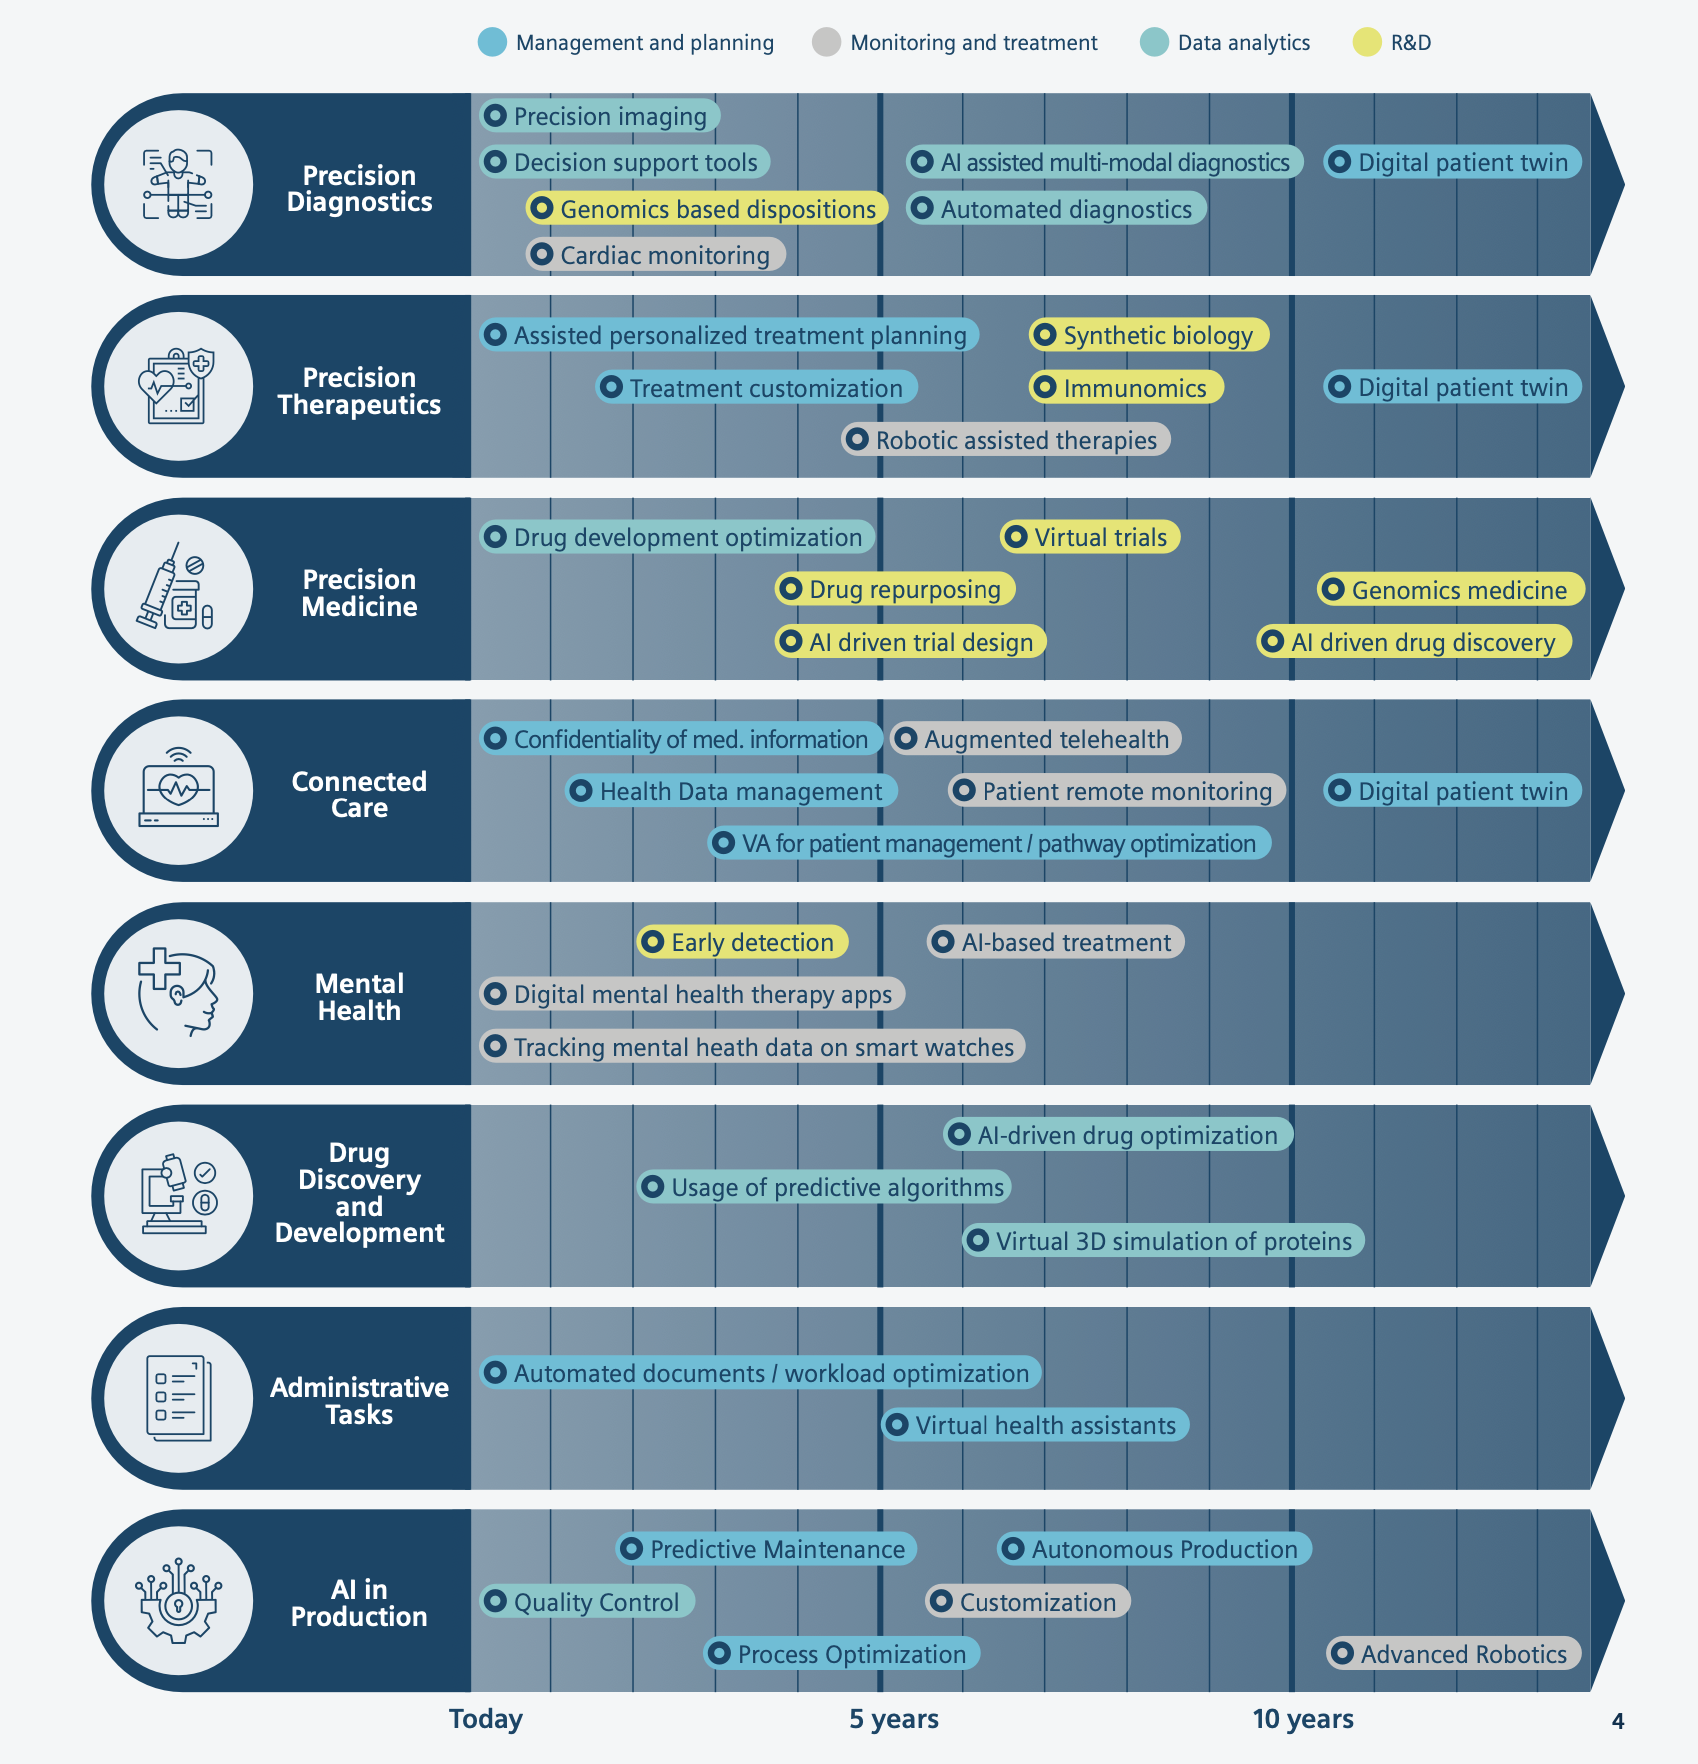 Management and planning
Monitoring and treatment
Data analytics
R&D
Precision
Diagnostics
Precision imaging
Decision support tools
AI assisted multi-modal diagnostics
Digital patient twin
Genomics based dispositions
Automated diagnostics
Cardiac monitoring
Precision
Therapeutics
Assisted personalized treatment planning
Synthetic biology
Treatment customization
Immunomics
Digital patient twin
Robotic assisted therapies
Precision
Medicine
Drug development optimization
Virtual trials
Drug repurposing
Genomics medicine
AI driven trial design
AI driven drug discovery
Connected
Care
Confidentiality of med. information
Augmented telehealth
Health Data management
Patient remote monitoring
Digital patient twin
VA for patient management / pathway optimization
Mental
Health
Early detection
AI-based treatment
Digital mental health therapy apps
Tracking mental heath data on smart watches
Drug
Discovery
and
Development
AI-driven drug optimization
Usage of predictive algorithms
Virtual 3D simulation of proteins
Administrative
Tasks
Automated documents / workload optimization
Virtual health assistants
AI in
Production
Predictive Maintenance
Autonomous Production
Quality Control
Customization
Process Optimization
Advanced Robotics
Today
5 years
10 years
4